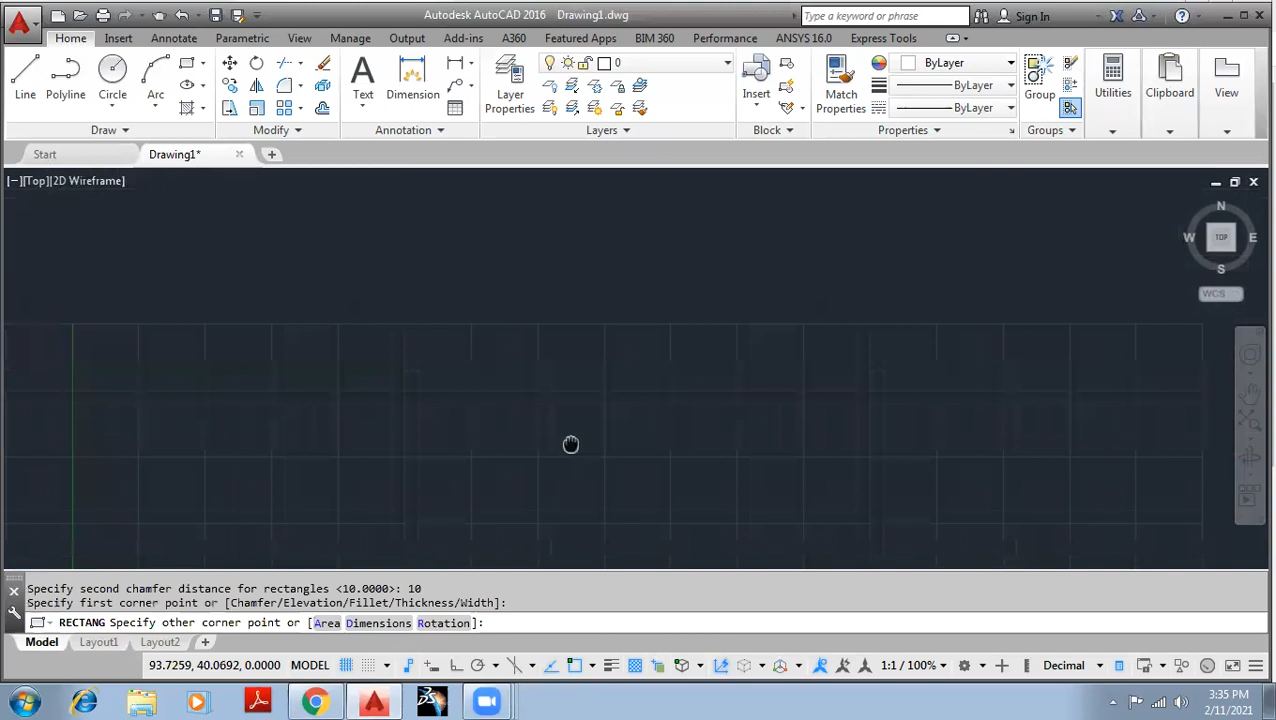 Autodesk AutoCAD 2016 Drawing1.dwg
Type a keyword or phrase
Sign In
Home Insert Annotate Parametric View Manage Output Add-ins A360 Featured Apps BIM 360 Performance ANSYS 16.0 Express Tools
0
ByLayer
Line Polyline Circle Arc
Text Dimension
Layer Properties
Insert
Match Properties
ByLayer
ByLayer
Group
Utilities Clipboard View
Draw Modify Annotation Layers Block Properties Groups
Start Drawing1*
[−][Top][2D Wireframe]
N
W TOP E
S
WCS
Specify second chamfer distance for rectangles <10.0000>: 10
Specify first corner point or [Chamfer/Elevation/Fillet/Thickness/Width]:
RECTANG Specify other corner point or [Area Dimensions Rotation]:
Model Layout1 Layout2
93.7259, 40.0692, 0.0000 MODEL 1:1 / 100% Decimal
3:35 PM
2/11/2021